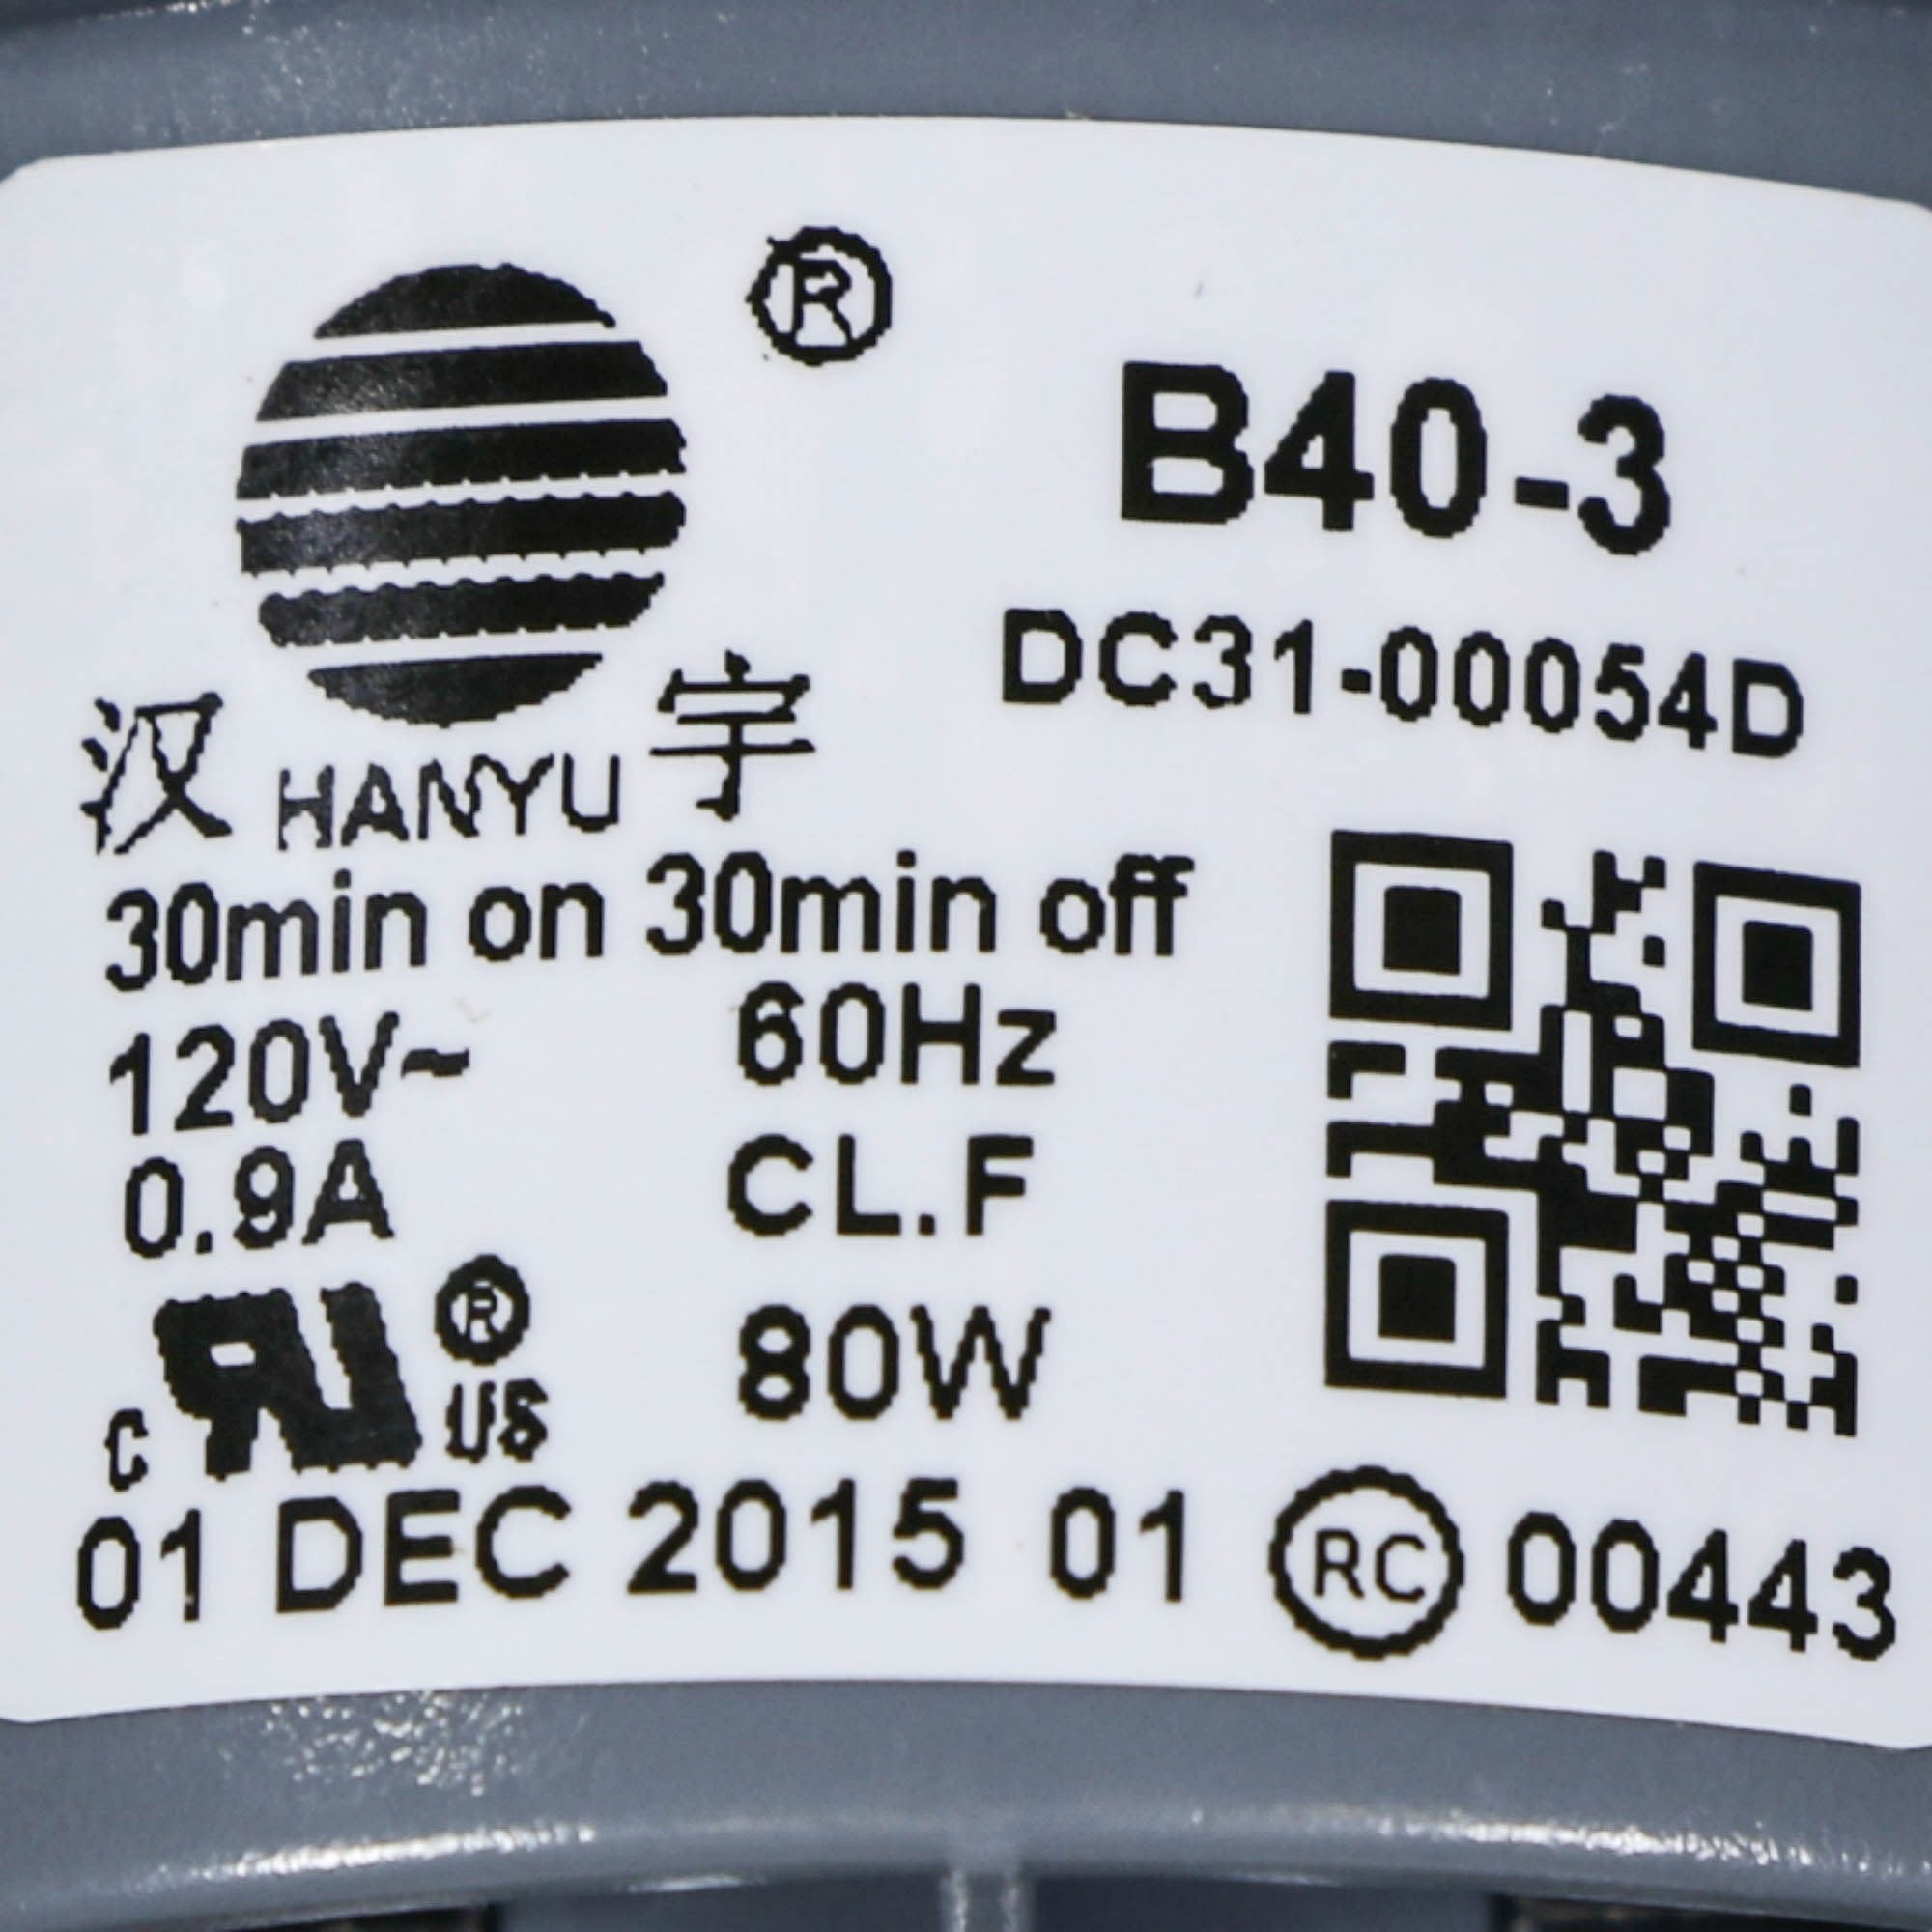 ®
B40-3
DC31-00054D
汉 HANYU 宇
30min on 30min off
120V~ 60Hz
0.9A CL.F
c RU ® US 80W
01 DEC 2015 01 RC 00443